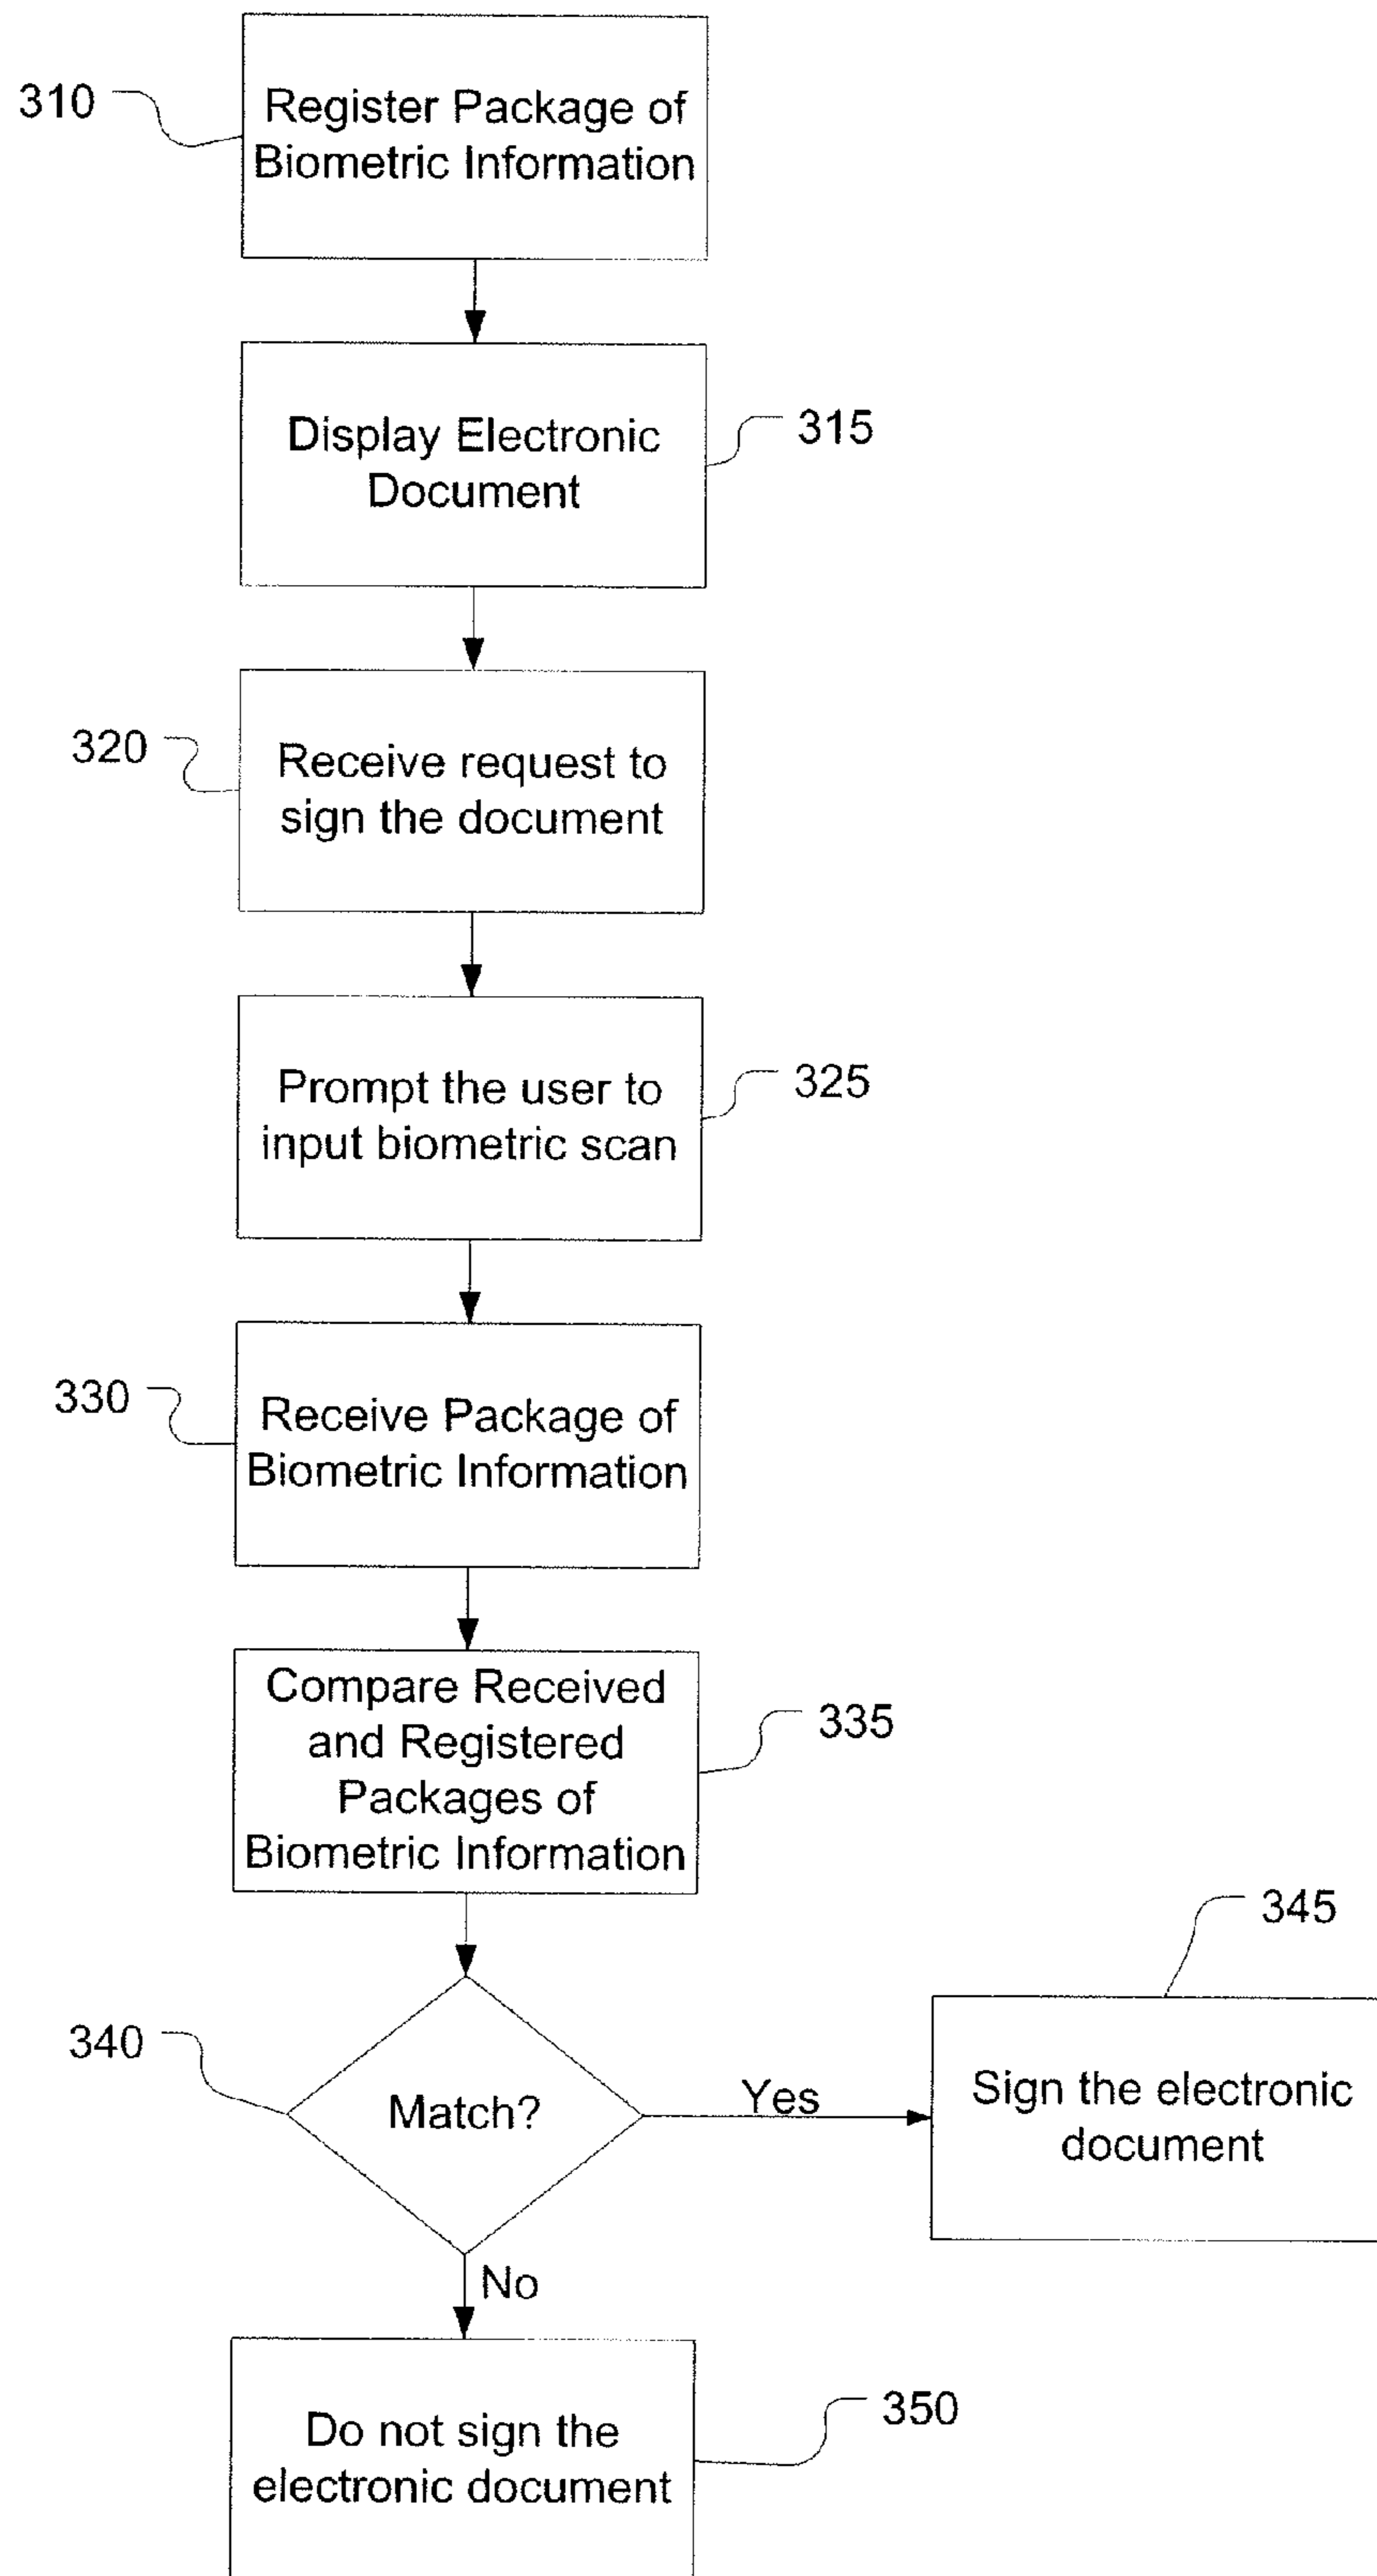 310
Register Package of
Biometric Information
Display Electronic
Document
315
320
Receive request to
sign the document
Prompt the user to
input biometric scan
325
330
Receive Package of
Biometric Information
Compare Received
and Registered
Packages of
Biometric Information
335
340
Match?
Yes
345
Sign the electronic
document
No
Do not sign the
electronic document
350